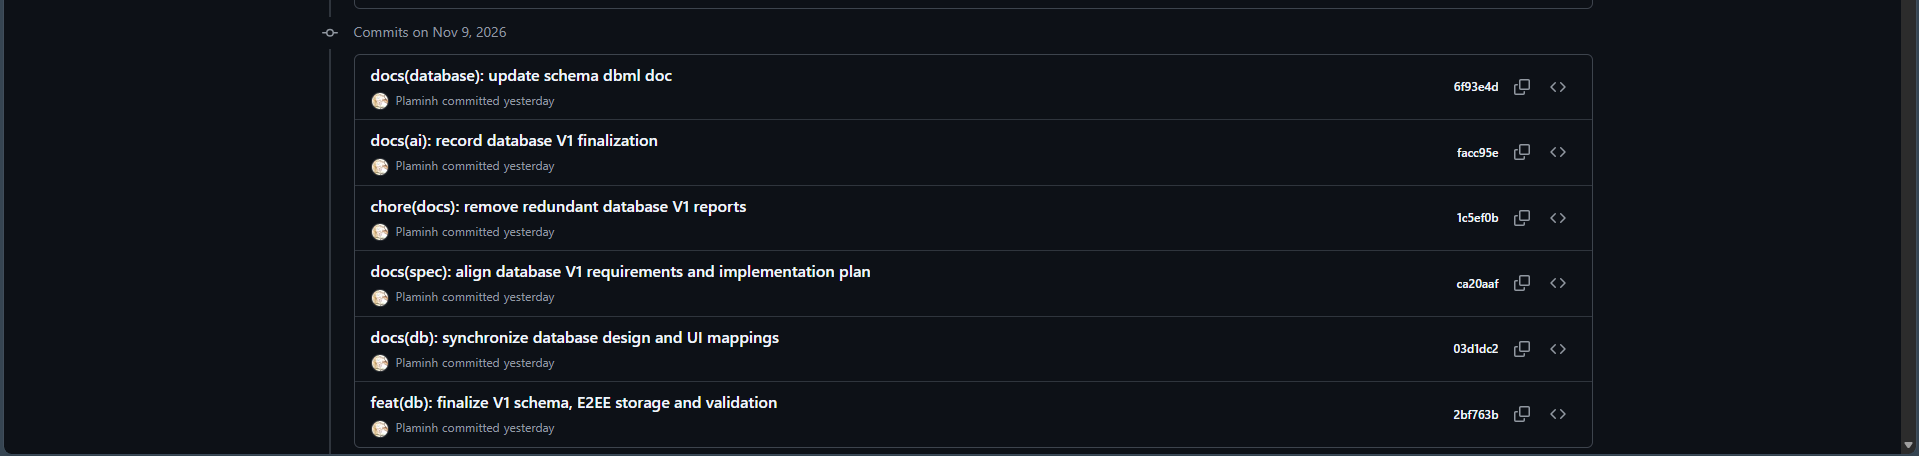 Commits on Nov 9, 2026
docs(database): update schema dbml doc
Plaminh committed yesterday
6f93e4d
docs(ai): record database V1 finalization
Plaminh committed yesterday
facc95e
chore(docs): remove redundant database V1 reports
Plaminh committed yesterday
1c5ef0b
docs(spec): align database V1 requirements and implementation plan
Plaminh committed yesterday
ca20aaf
docs(db): synchronize database design and UI mappings
Plaminh committed yesterday
03d1dc2
feat(db): finalize V1 schema, E2EE storage and validation
Plaminh committed yesterday
2bf763b